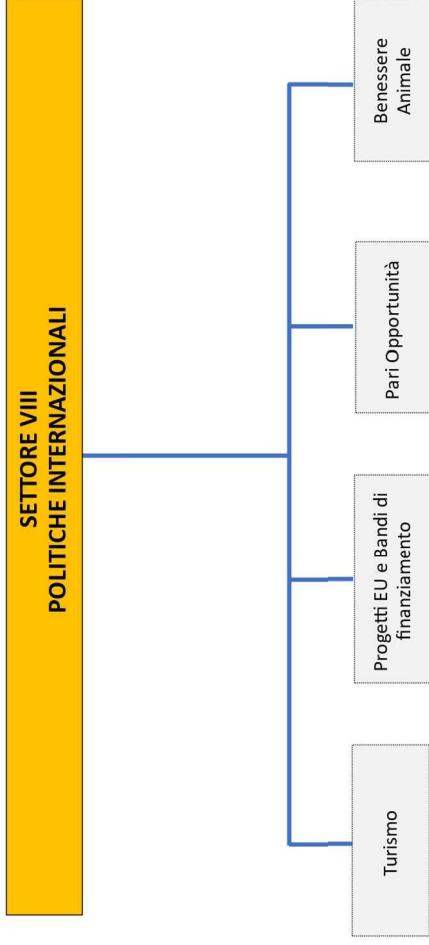 SETTORE VIII
POLITICHE INTERNAZIONALI
Turismo
Progetti EU e Bandi di
finanziamento
Pari Opportunità
Benessere
Animale